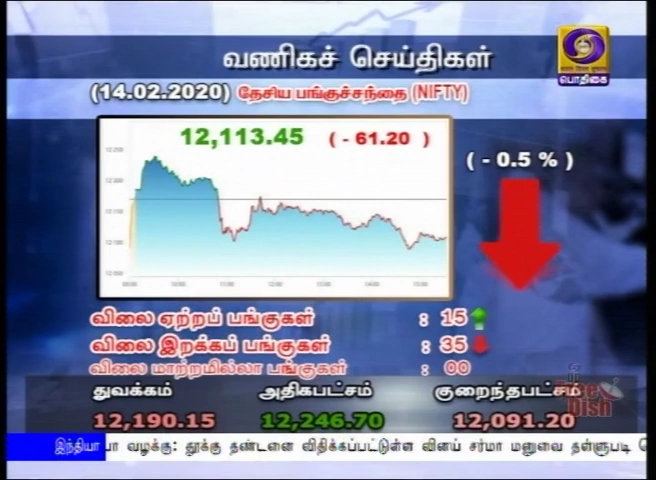 வணிகச் செய்திகள்
பொதிகை
(14.02.2020) தேசிய பங்குச்சந்தை (NIFTY)
12,113.45 ( - 61.20 )
( - 0.5 % )
விலை ஏற்றப் பங்குகள் : 15
விலை இறக்கப் பங்குகள் : 35
விலை மாற்றமில்லா பங்குகள் : 00
துவக்கம் அதிகபட்சம் குறைந்தபட்சம்
Dish
12,190.15 12,246.70 12,091.20
இந்தியா வழக்கு: தூக்கு தண்டனை விதிக்கப்பட்டுள்ள வினய் சர்மா மனுவை தள்ளுபடி